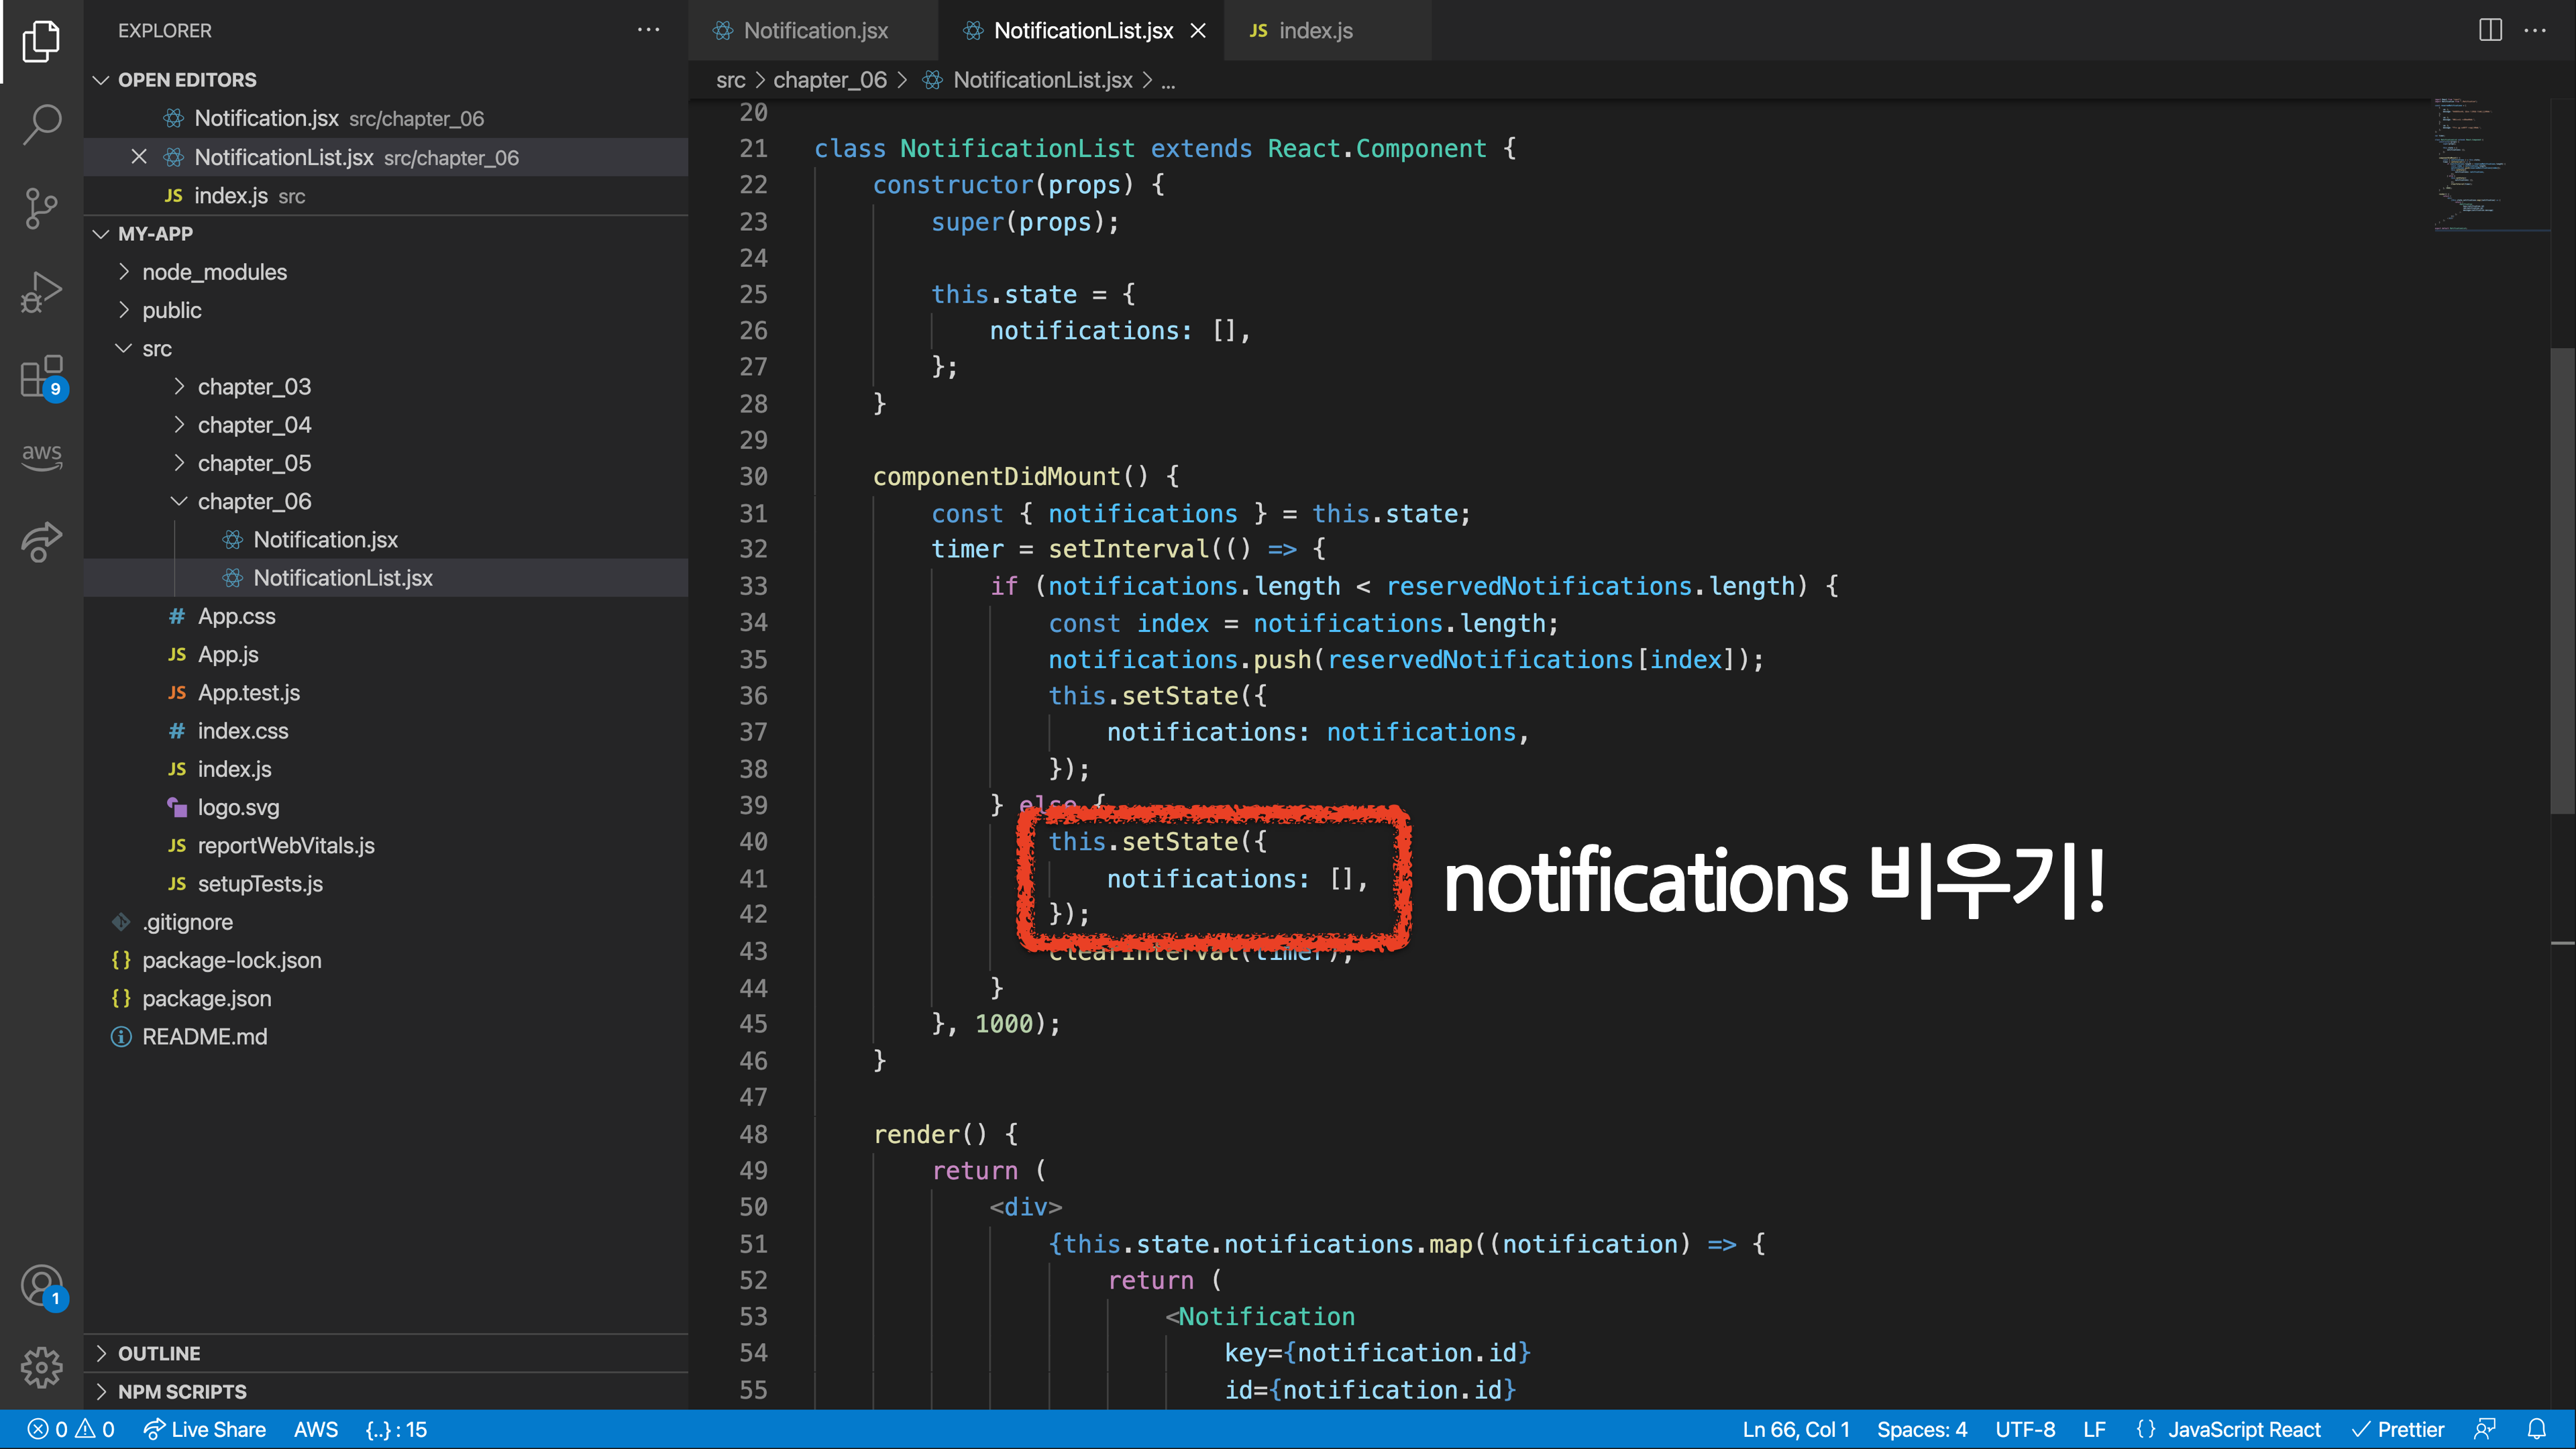 EXPLORER
OPEN EDITORS
Notification.jsx src/chapter_06
NotificationList.jsx src/chapter_06
JS index.js src
MY-APP
node_modules
public
src
chapter_03
chapter_04
chapter_05
chapter_06
Notification.jsx
NotificationList.jsx
# App.css
JS App.js
JS App.test.js
# index.css
JS index.js
logo.svg
JS reportWebVitals.js
JS setupTests.js
.gitignore
{} package-lock.json
{} package.json
README.md
OUTLINE
NPM SCRIPTS
9
aws
1
Notification.jsx
NotificationList.jsx
JS index.js
src > chapter_06 > NotificationList.jsx > ...
20
21 class NotificationList extends React.Component {
22 constructor(props) {
23 super(props);
24
25 this.state = {
26 notifications: [],
27 };
28 }
29
30 componentDidMount() {
31 const { notifications } = this.state;
32 timer = setInterval(() => {
33 if (notifications.length < reservedNotifications.length) {
34 const index = notifications.length;
35 notifications.push(reservedNotifications[index]);
36 this.setState({
37 notifications: notifications,
38 });
39 } else {
40 this.setState({
41 notifications: [],
42 });
43 clearInterval(timer);
44 }
45 }, 1000);
46 }
47
48 render() {
49 return (
50 <div>
51 {this.state.notifications.map((notification) => {
52 return (
53 <Notification
54 key={notification.id}
55 id={notification.id}
notifications 비우기!
0 0 Live Share AWS {..} : 15
Ln 66, Col 1 Spaces: 4 UTF-8 LF {} JavaScript React Prettier